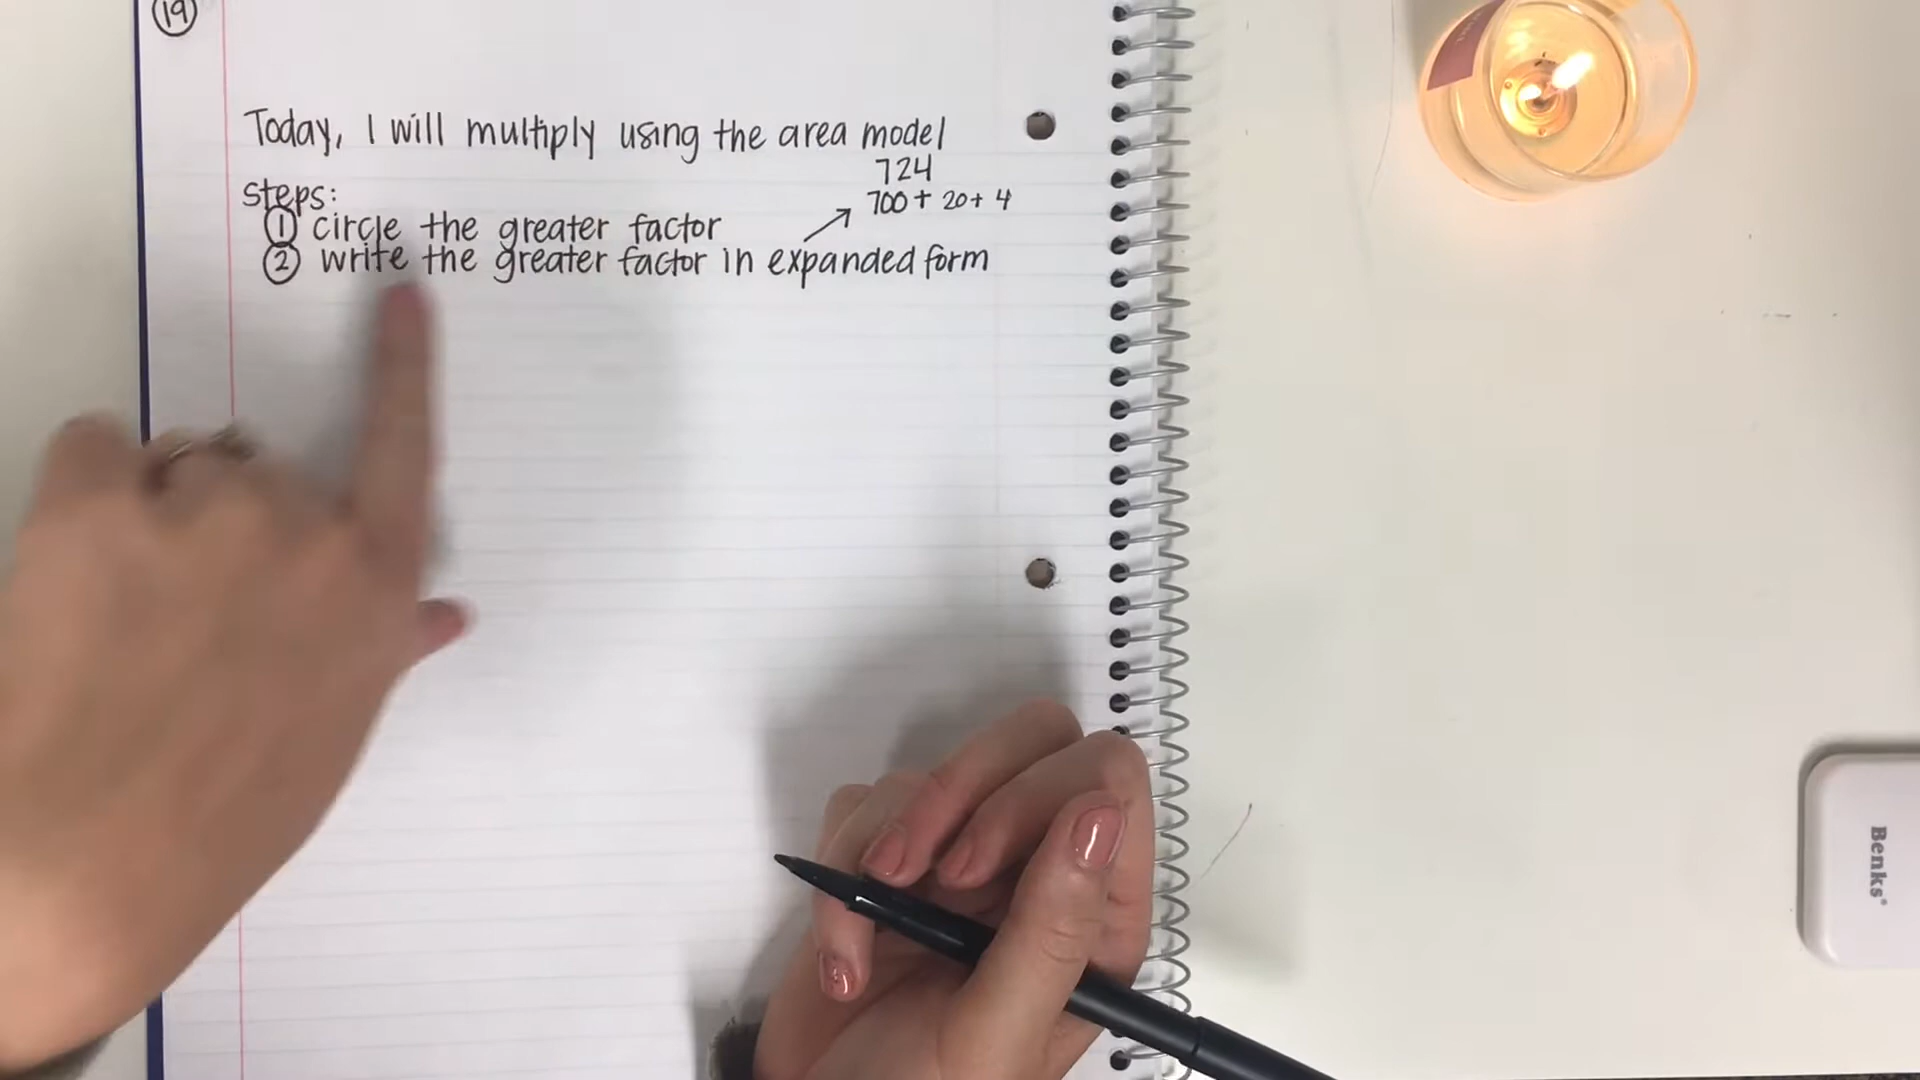 19
Today, I will multiply using the area model
724
steps:
700 + 20 + 4
1 circle the greater factor
2 write the greater factor in expanded form
Benks®